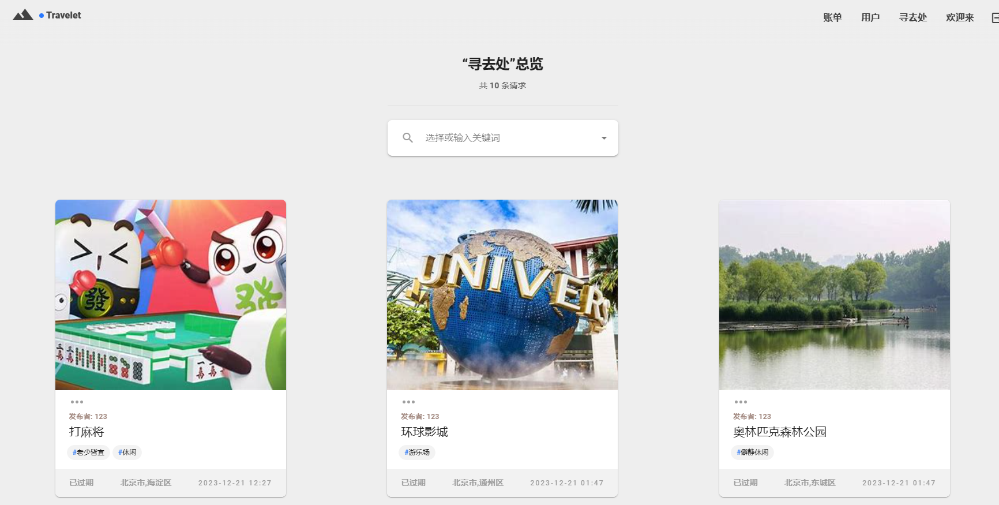 Travelet
账单 用户 寻去处 欢迎来
“寻去处”总览
共 10 条请求
选择或输入关键词
發
發
UNIVERS
发布者: 123
打麻将
#老少皆宜 #休闲
已过期 北京市,海淀区 2023-12-21 12:27
发布者: 123
环球影城
#游乐场
已过期 北京市,通州区 2023-12-21 01:47
发布者: 123
奥林匹克森林公园
#僻静休闲
已过期 北京市,东城区 2023-12-21 01:47